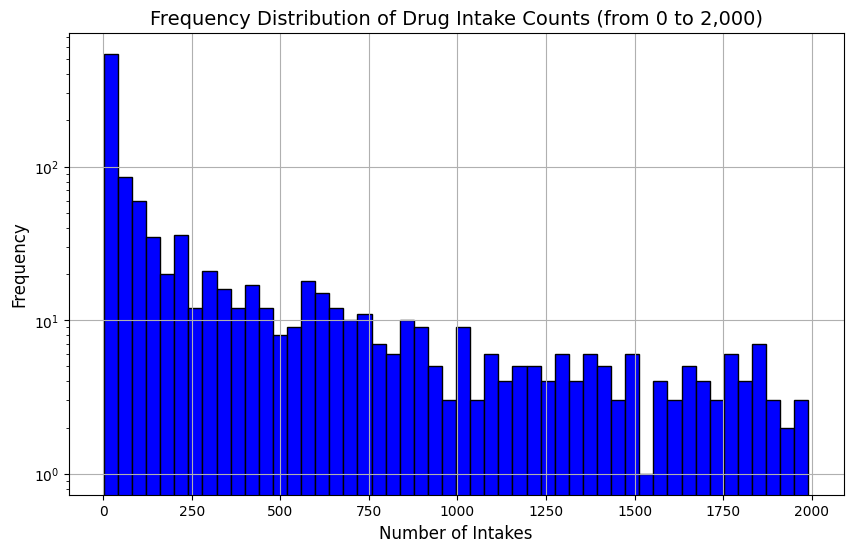 Frequency Distribution of Drug Intake Counts (from 0 to 2,000)
10²
10¹
10⁰
Frequency
0 250 500 750 1000 1250 1500 1750 2000
Number of Intakes